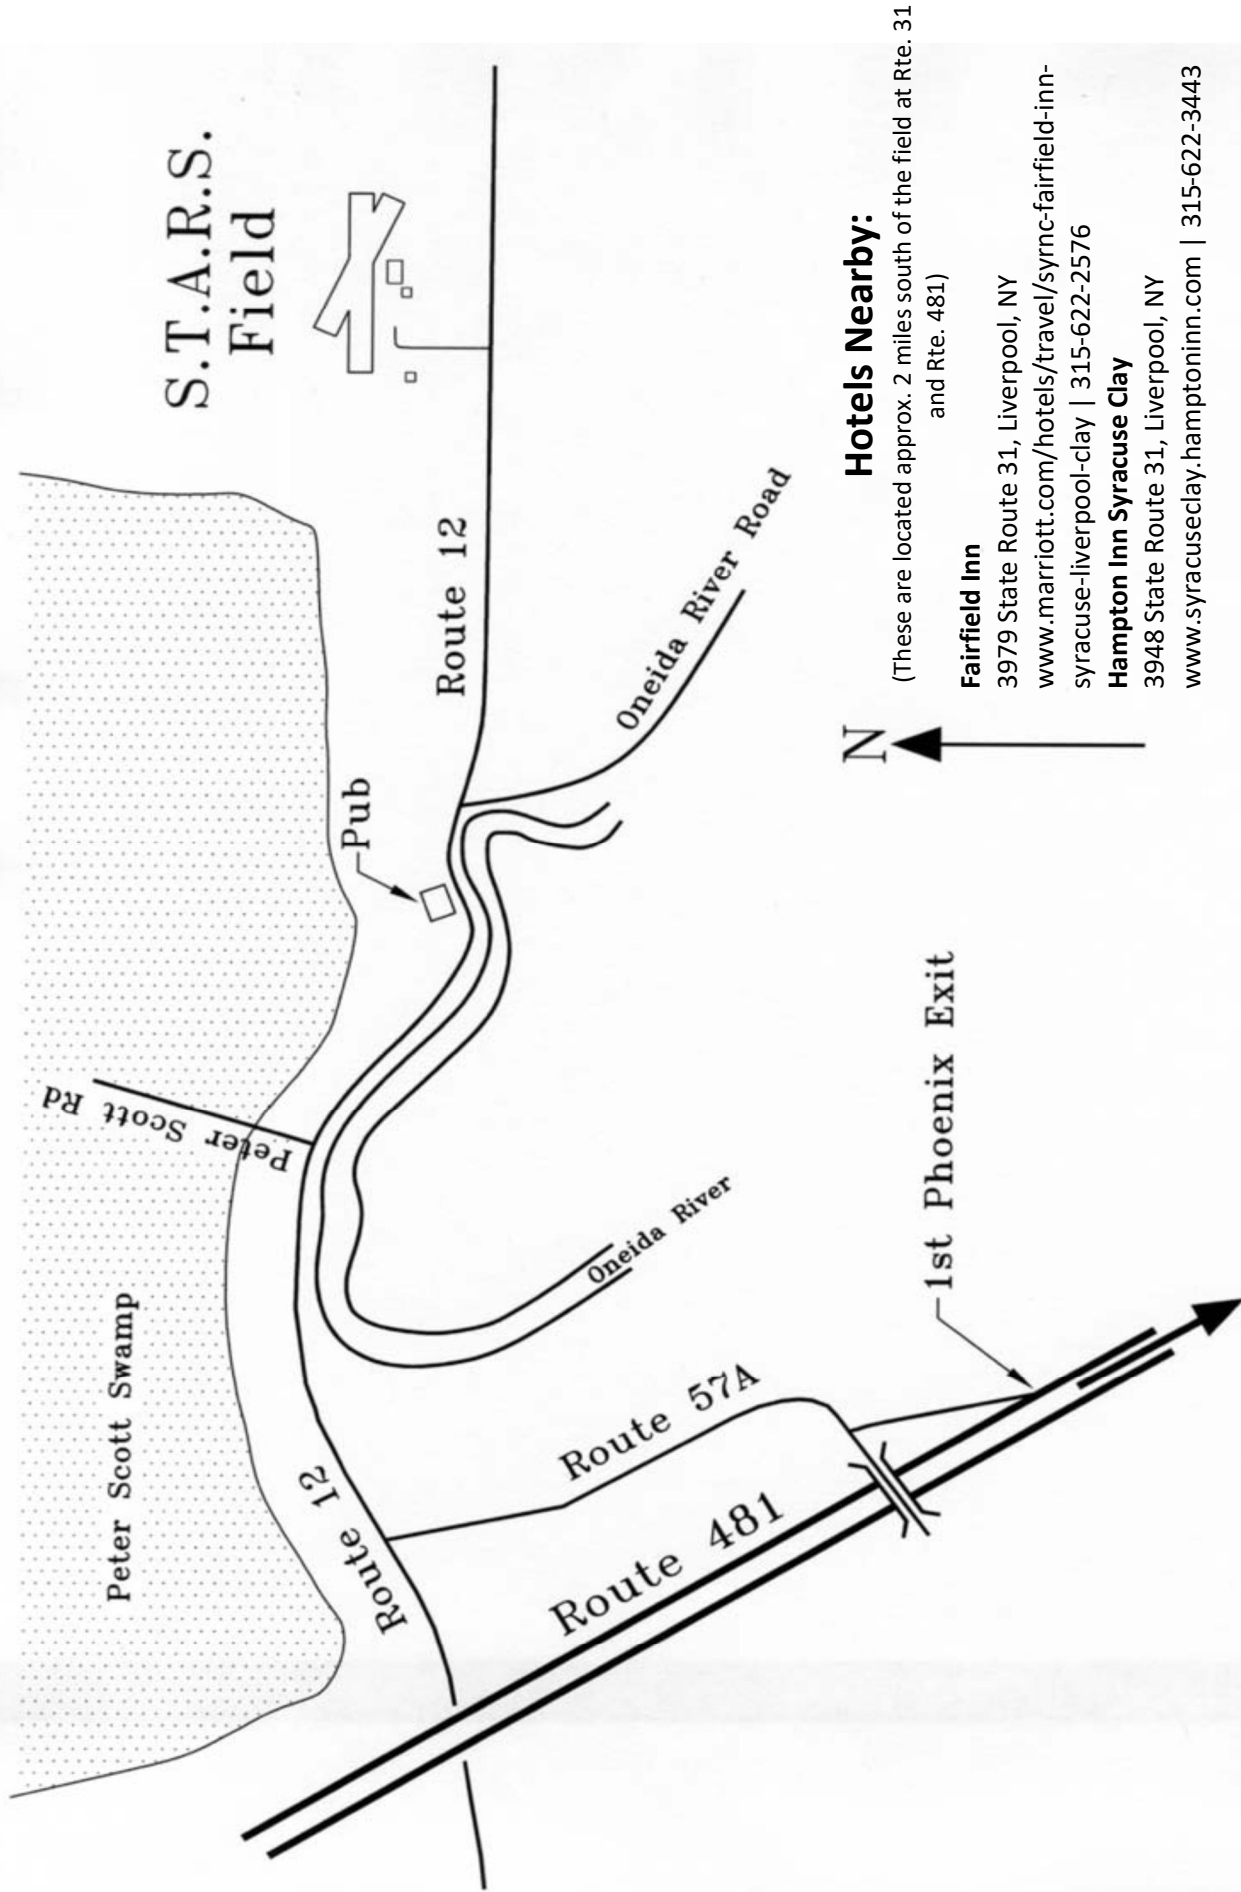 S.T.A.R.S.
Field
Peter Scott Swamp
Peter Scott Rd
Pub
Route 12
Route 12
Oneida River Road
Oneida River
Route 57A
Route 481
1st Phoenix Exit
N
Hotels Nearby:
(These are located approx. 2 miles south of the field at Rte. 31
and Rte. 481)
Fairfield Inn
3979 State Route 31, Liverpool, NY
www.marriott.com/hotels/travel/syrnc-fairfield-inn-
syracuse-liverpool-clay | 315-622-2576
Hampton Inn Syracuse Clay
3948 State Route 31, Liverpool, NY
www.syracuseclay.hamptoninn.com | 315-622-3443